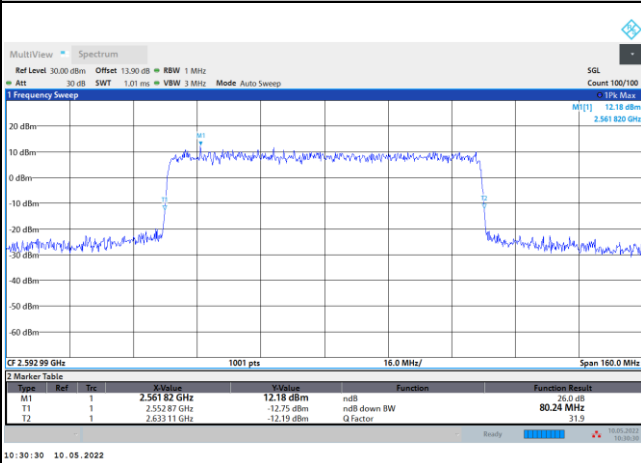 MultiView Spectrum
Ref Level 30.00 dBm Offset 13.90 dB RBW 1 MHz SGL
Att 30 dB SWT 1.01 ms VBW 3 MHz Mode Auto Sweep Count 100/100
1 Frequency Sweep 1Pk Max
M1[1] 12.18 dBm
2.561 820 GHz
20 dBm
M1
10 dBm
0 dBm
-10 dBm
T1 T2
-20 dBm
-30 dBm
-40 dBm
-50 dBm
-60 dBm
CF 2.592 99 GHz 1001 pts 16.0 MHz/ Span 160.0 MHz
2 Marker Table
Type Ref Trc X-Value Y-Value Function Function Result
M1 1 2.561 82 GHz 12.18 dBm ndB 26.0 dB
T1 1 2.552 87 GHz -12.75 dBm ndB down BW 80.24 MHz
T2 1 2.633 11 GHz -12.19 dBm Q Factor 31.9
Ready 10.05.2022
10:30:30
10:30:30 10.05.2022